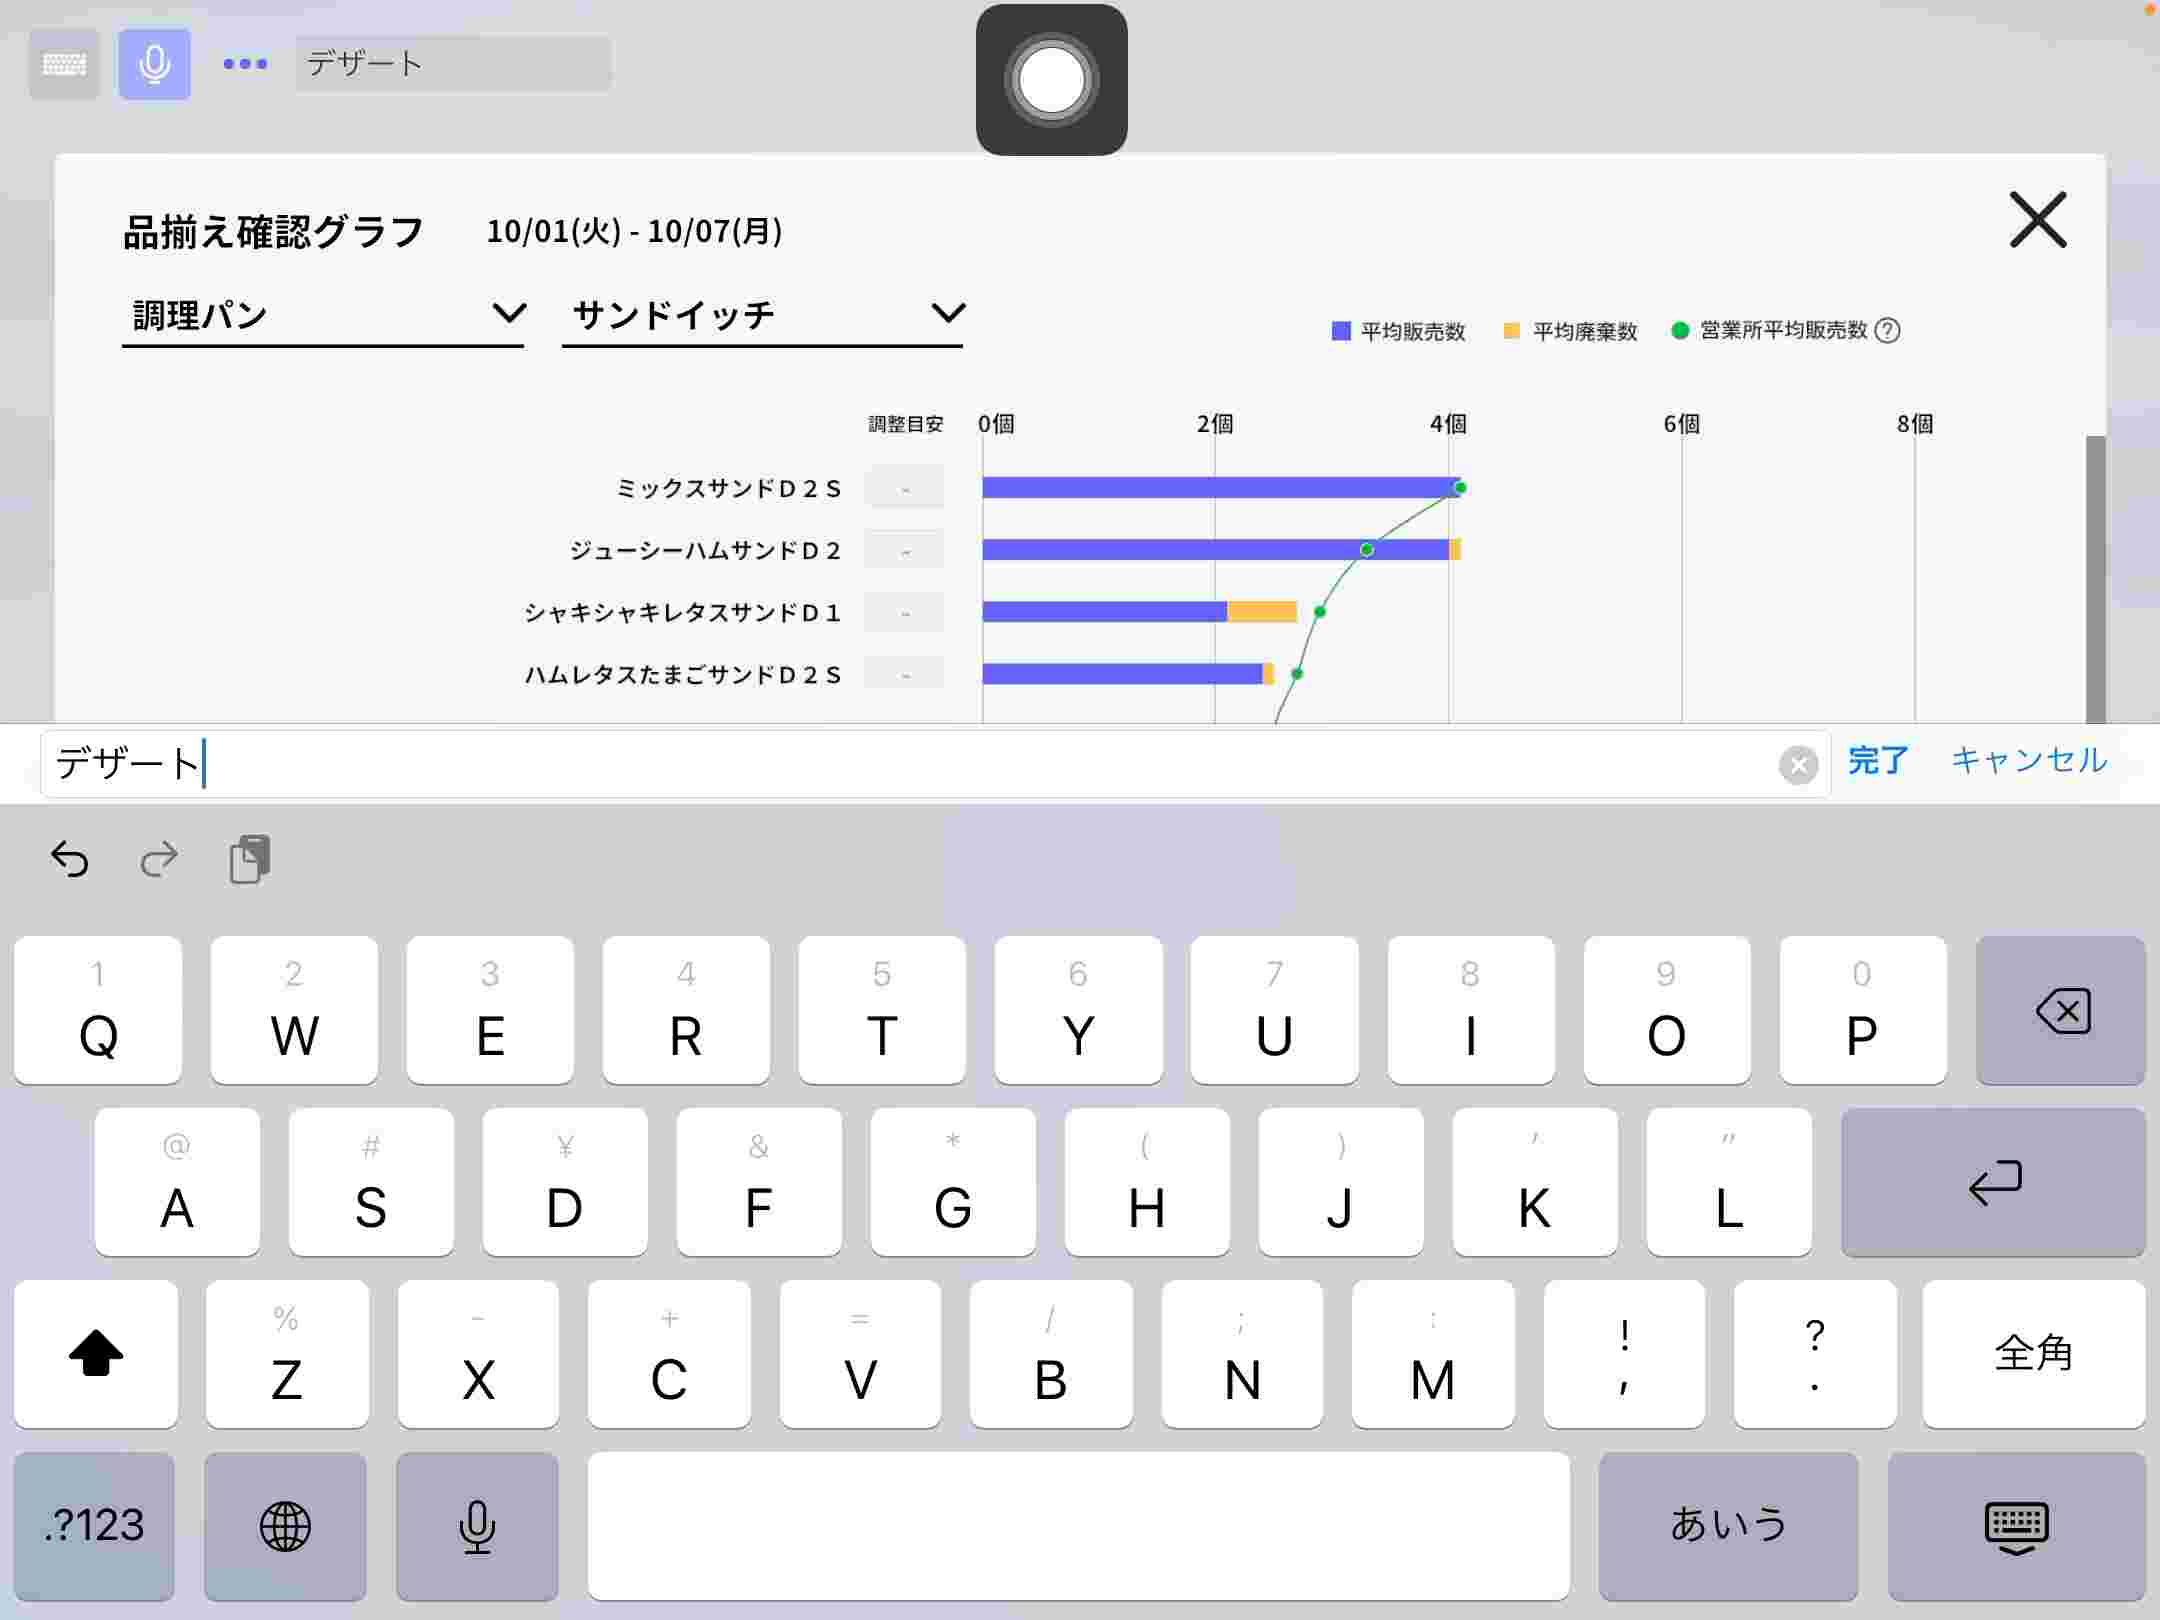 デザート
品揃え確認グラフ 10/01(火) - 10/07(月)
調理パン サンドイッチ
平均販売数 平均廃棄数 営業所平均販売数 ?
調整目安 0個 2個 4個 6個 8個
ミックスサンドD2S -
ジューシーハムサンドD2 -
シャキシャキレタスサンドD1 -
ハムレタスたまごサンドD2S -
デザート 完了 キャンセル
1 2 3 4 5 6 7 8 9 0
Q W E R T Y U I O P
@ # ¥ & * ( ) ' "
A S D F G H J K L
% - + = / ; : ! ?
Z X C V B N M , . 全角
.?123 あいう